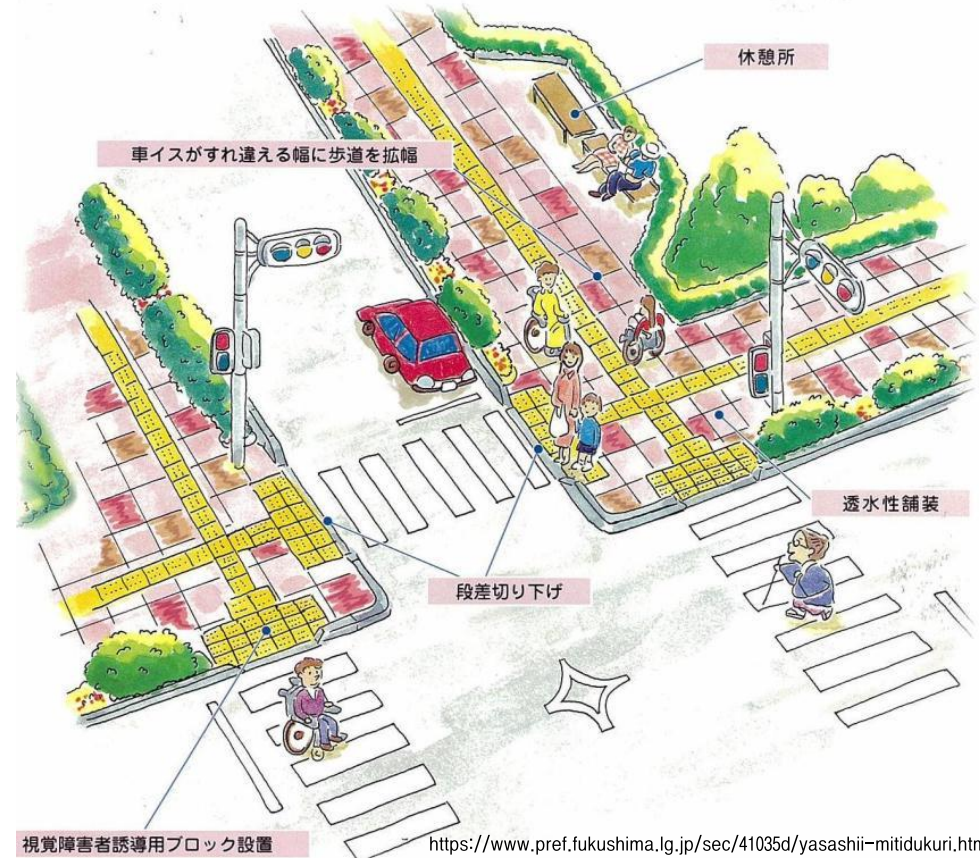 休憩所
車イスがすれ違える幅に歩道を拡幅
透水性舗装
段差切り下げ
視覚障害者誘導用ブロック設置
https://www.pref.fukushima.lg.jp/sec/41035d/yasashii-mitidukuri.htm